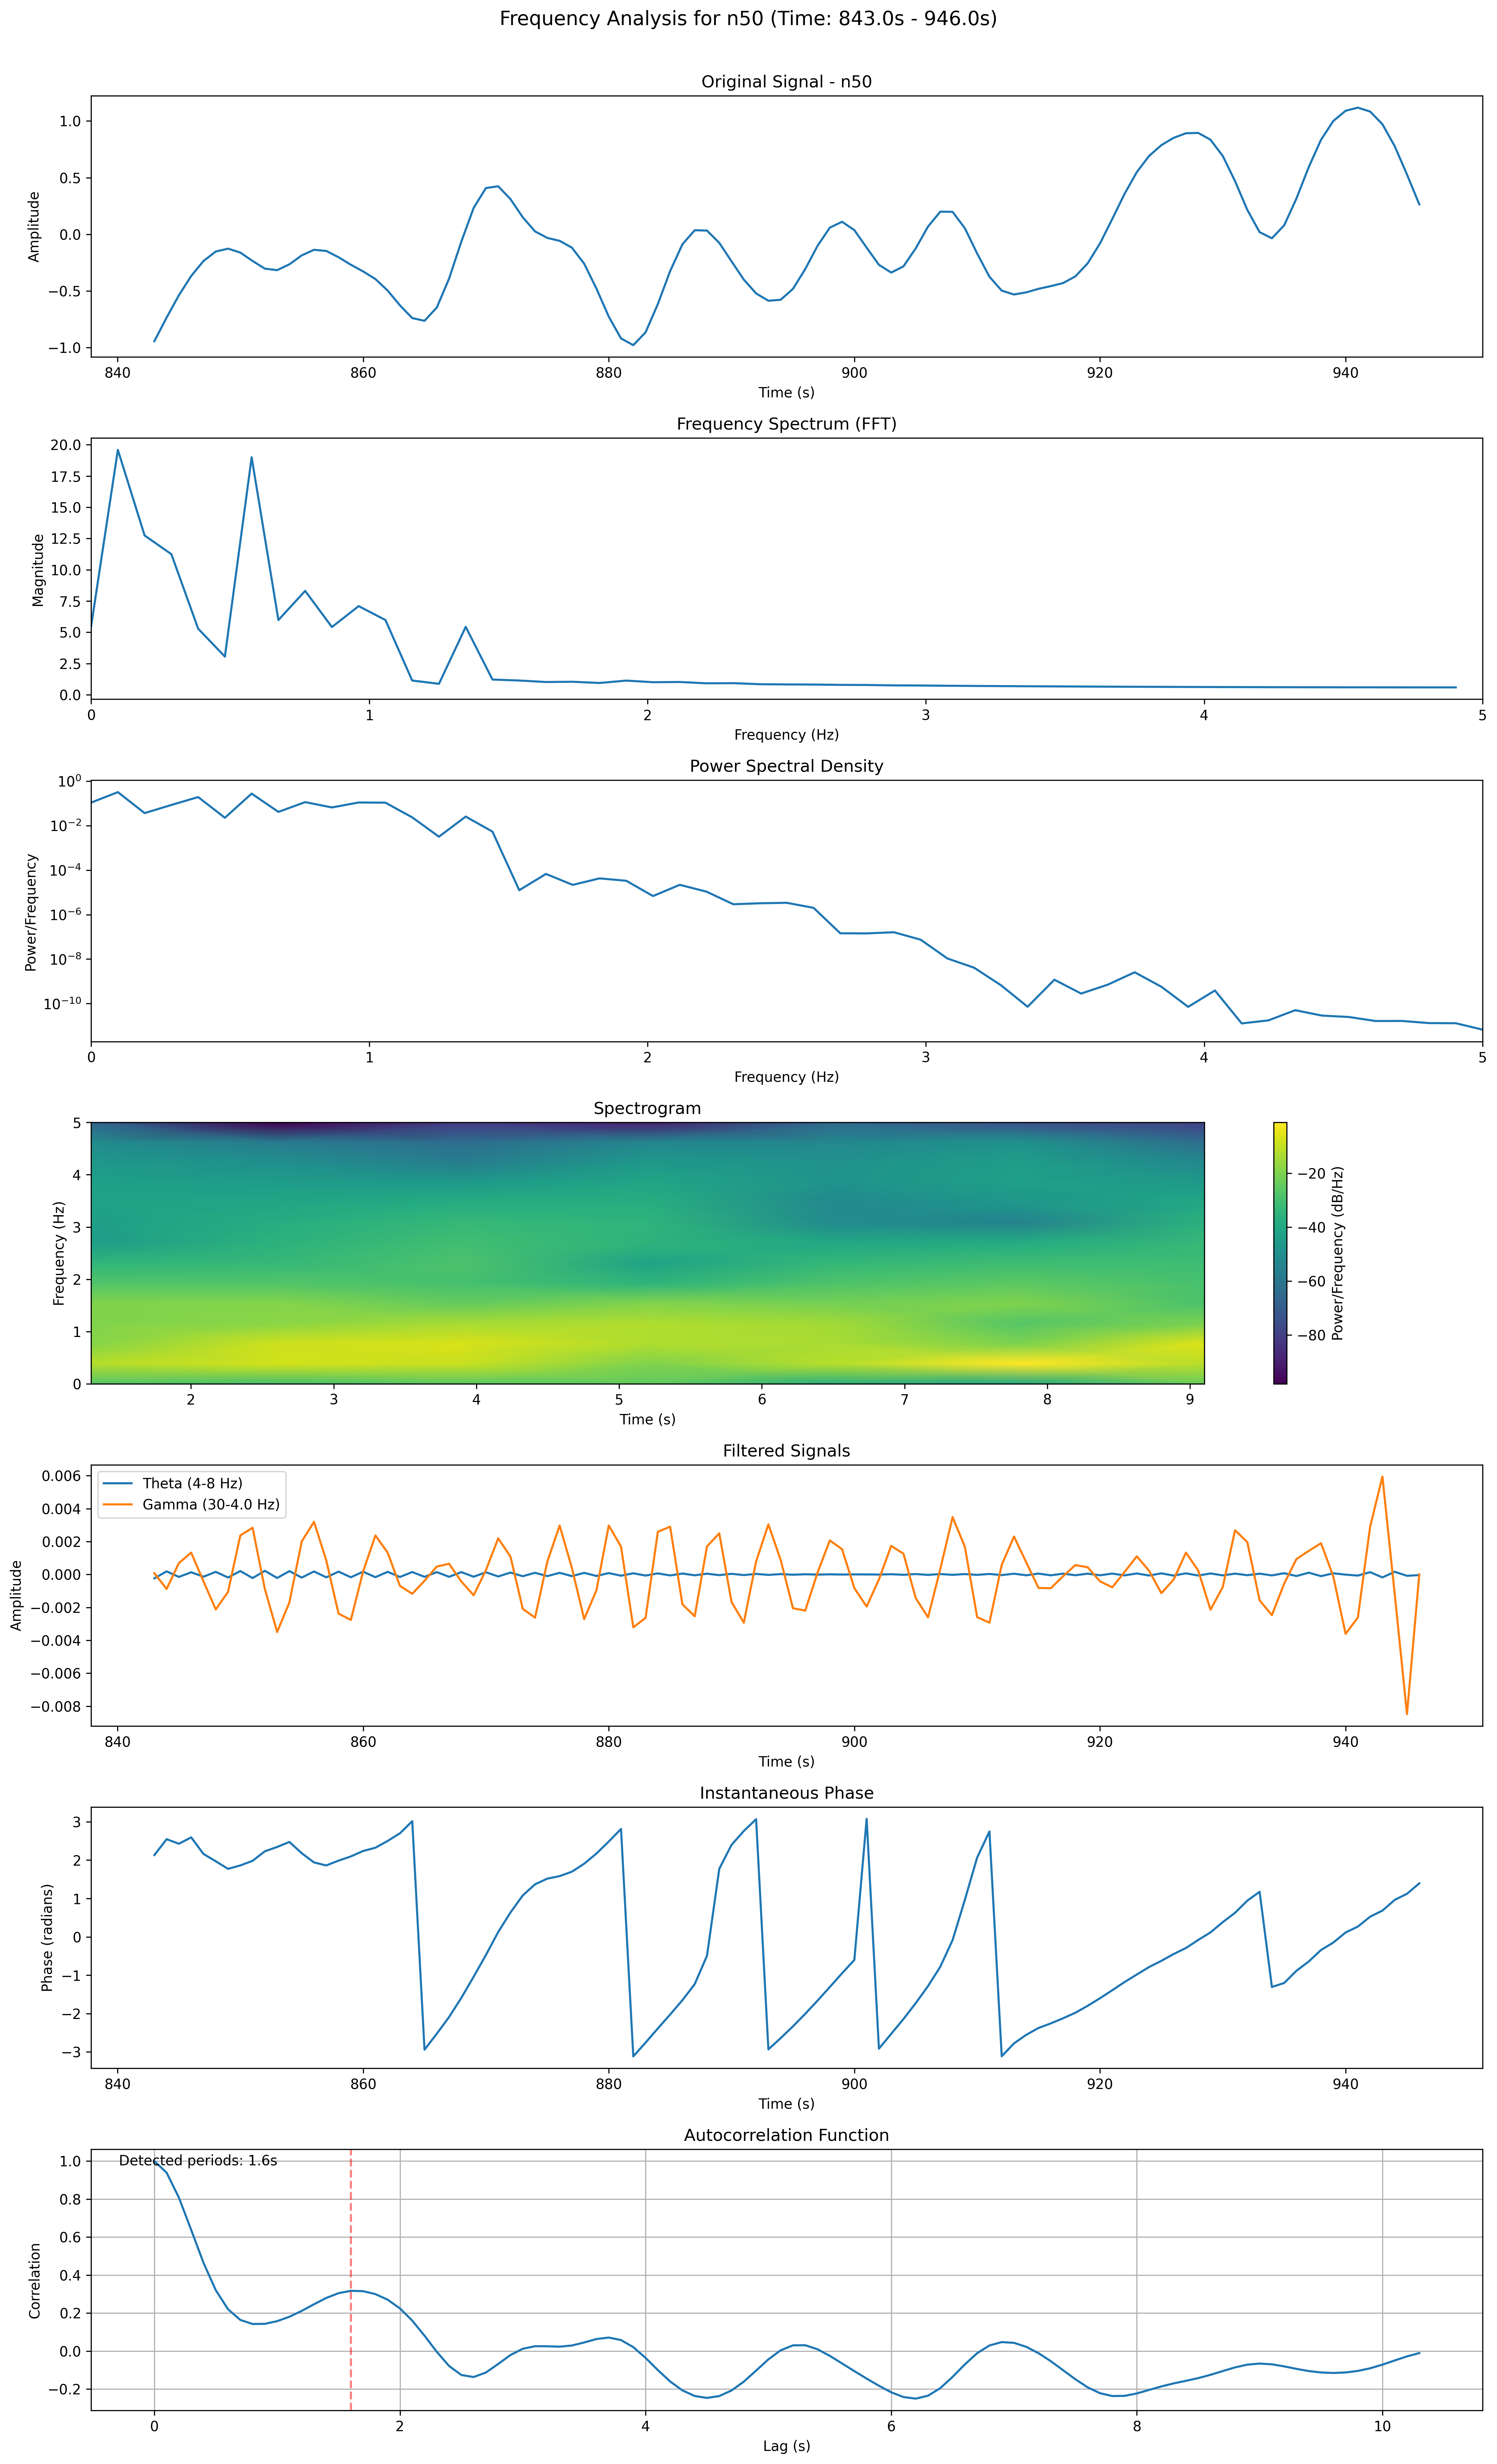 Frequency Analysis for n50 (Time: 843.0s - 946.0s)
Original Signal - n50
Amplitude
1.0
0.5
0.0
−0.5
−1.0
840 860 880 900 920 940
Time (s)
Frequency Spectrum (FFT)
Magnitude
20.0
17.5
15.0
12.5
10.0
7.5
5.0
2.5
0.0
0 1 2 3 4 5
Frequency (Hz)
Power Spectral Density
Power/Frequency
10⁰
10⁻²
10⁻⁴
10⁻⁶
10⁻⁸
10⁻¹⁰
0 1 2 3 4 5
Frequency (Hz)
Spectrogram
Frequency (Hz)
5
4
3
2
1
0
2 3 4 5 6 7 8 9
Time (s)
−20
−40
−60
−80
Power/Frequency (dB/Hz)
Filtered Signals
Theta (4-8 Hz)
Gamma (30-4.0 Hz)
Amplitude
0.006
0.004
0.002
0.000
−0.002
−0.004
−0.006
−0.008
840 860 880 900 920 940
Time (s)
Instantaneous Phase
Phase (radians)
3
2
1
0
−1
−2
−3
840 860 880 900 920 940
Time (s)
Autocorrelation Function
Detected periods: 1.6s
Correlation
1.0
0.8
0.6
0.4
0.2
0.0
−0.2
0 2 4 6 8 10
Lag (s)